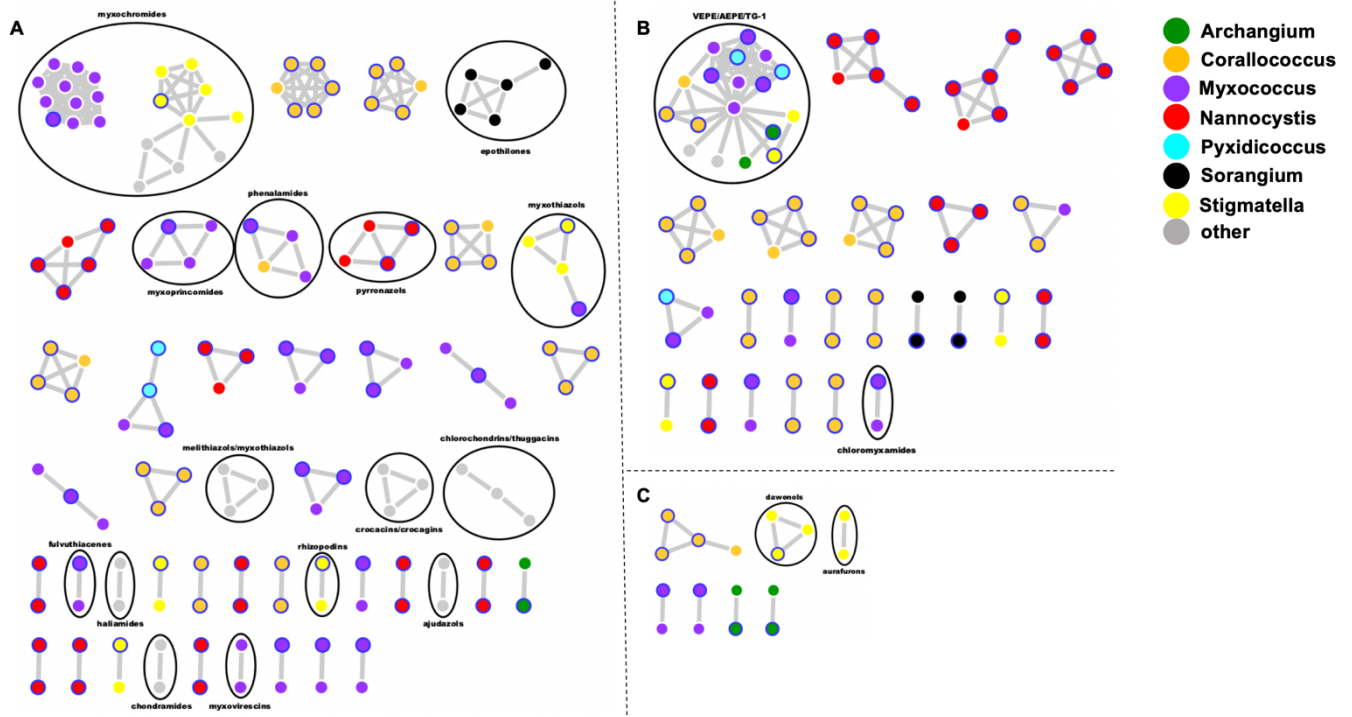 A
myxochromides
epothilones
phenalamides
myxothiazols
myxoprincomides
pyrronazols
melithiazols/myxothiazols
chlorochondrins/thuggacins
crocacins/crocagins
fulvuthiacenes
rhizopodins
haliamides
ajudazols
chondramides
myxovirescins
B
VEPE/AEPE/TG-1
chloromyxamides
C
dawenols
aurafurons
Archangium
Corallococcus
Myxococcus
Nannocystis
Pyxidicoccus
Sorangium
Stigmatella
other